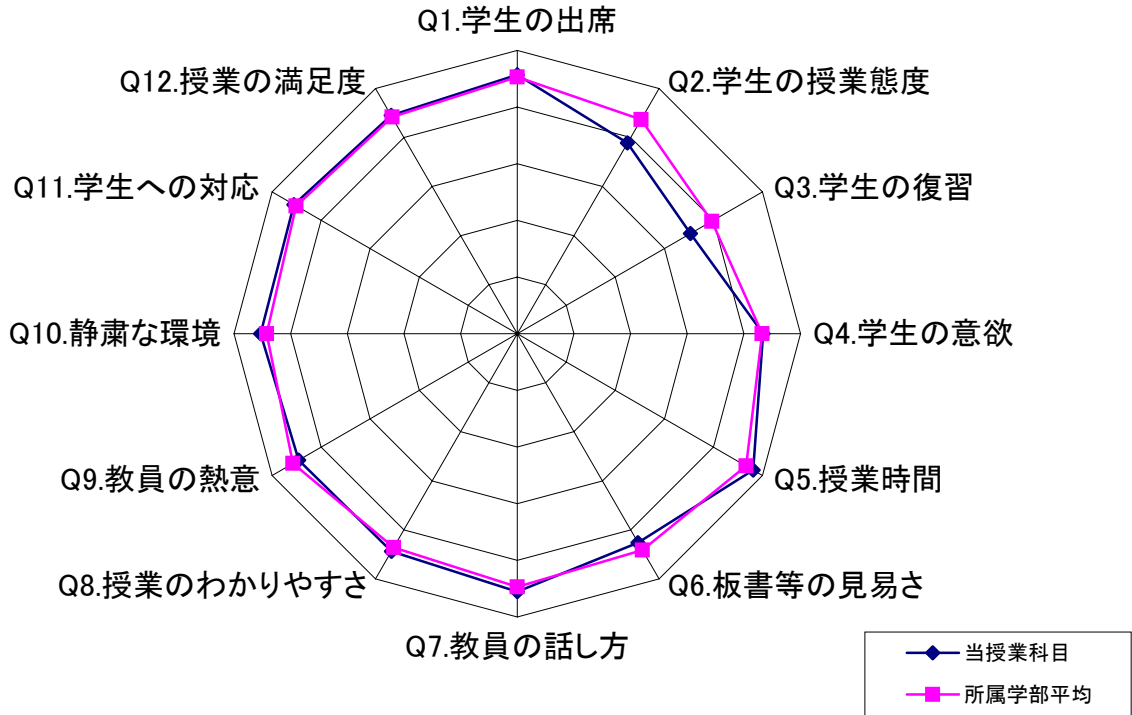 Q1.学生の出席
Q2.学生の授業態度
Q3.学生の復習
Q4.学生の意欲
Q5.授業時間
Q6.板書等の見易さ
Q7.教員の話し方
Q8.授業のわかりやすさ
Q9.教員の熱意
Q10.静粛な環境
Q11.学生への対応
Q12.授業の満足度
当授業科目
所属学部平均